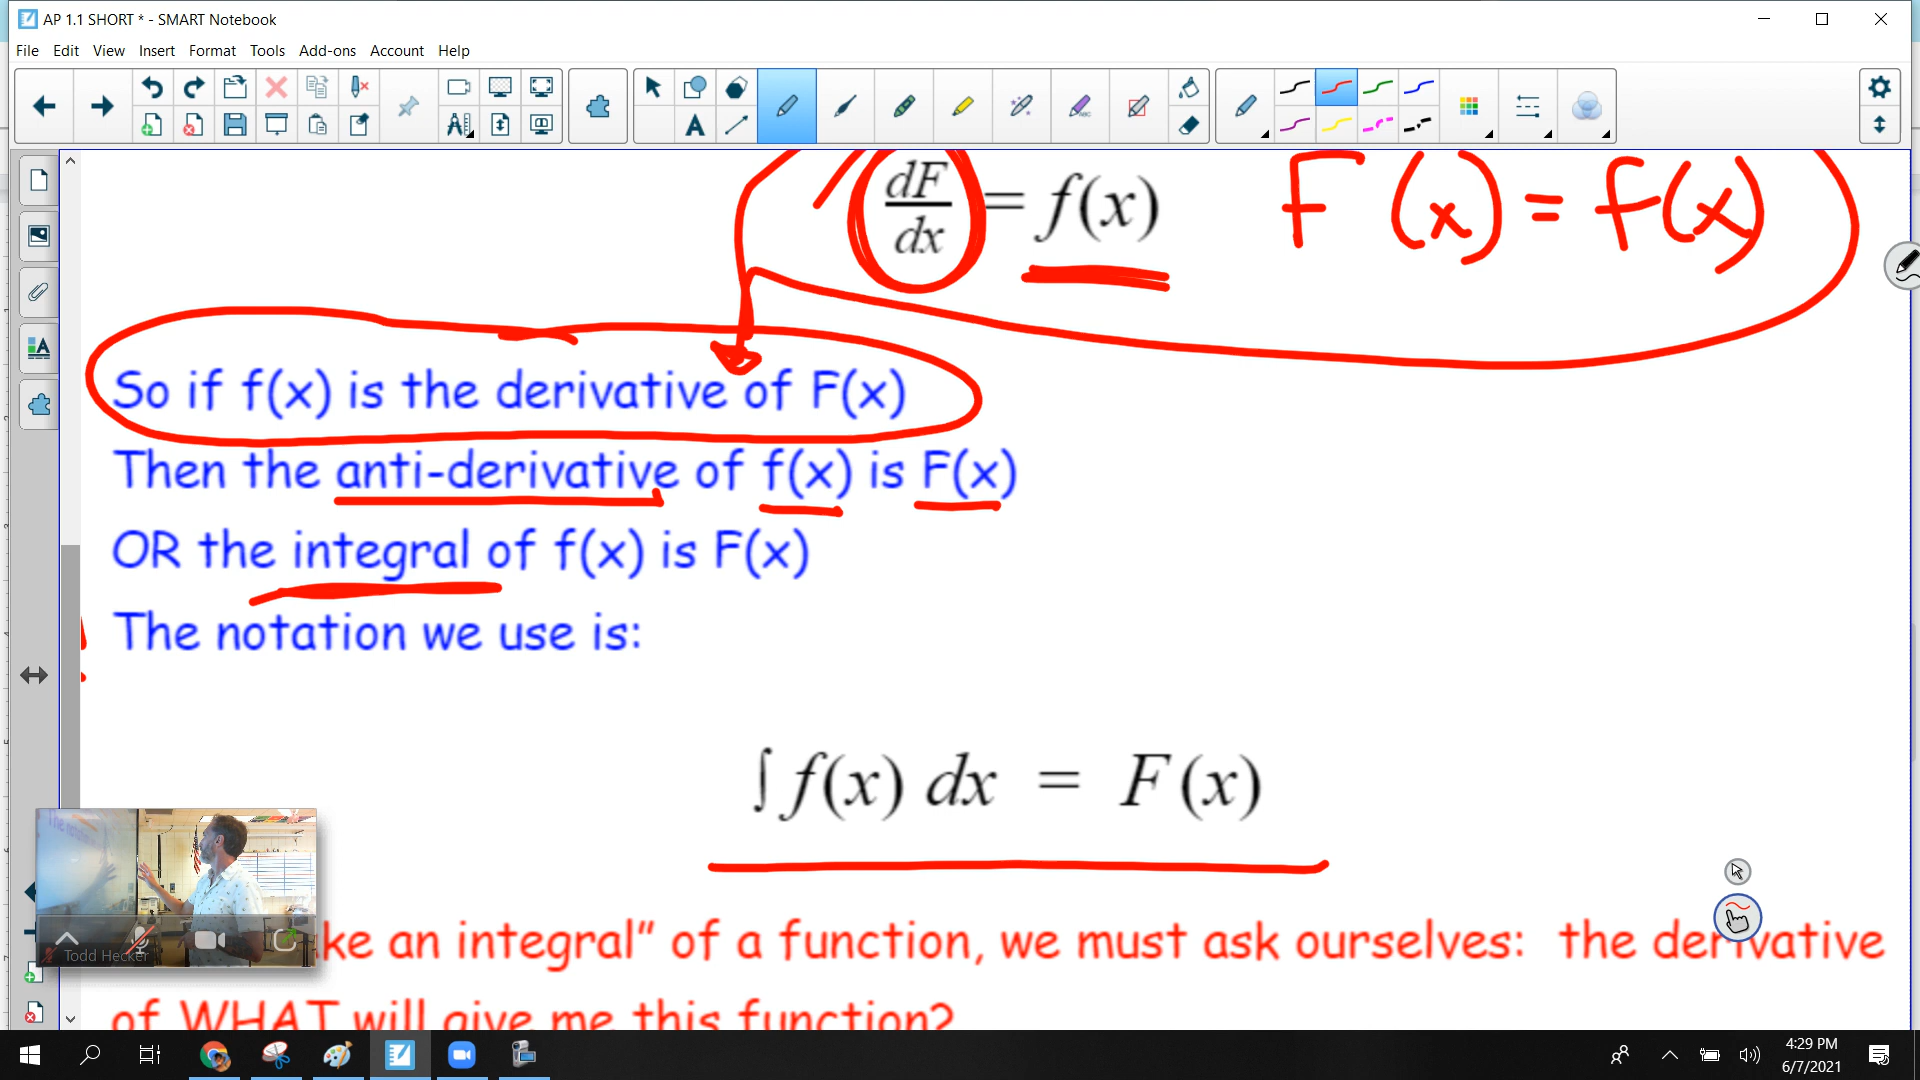 AP 1.1 SHORT * - SMART Notebook
File Edit View Insert Format Tools Add-ons Account Help
dF/dx = f(x) F (x) = f(x)
So if f(x) is the derivative of F(x)
Then the anti-derivative of f(x) is F(x)
OR the integral of f(x) is F(x)
The notation we use is:
∫ f(x) dx = F(x)
ke an integral” of a function, we must ask ourselves: the derivative
of WHAT will give me this function?
Todd Hecker
4:29 PM
6/7/2021